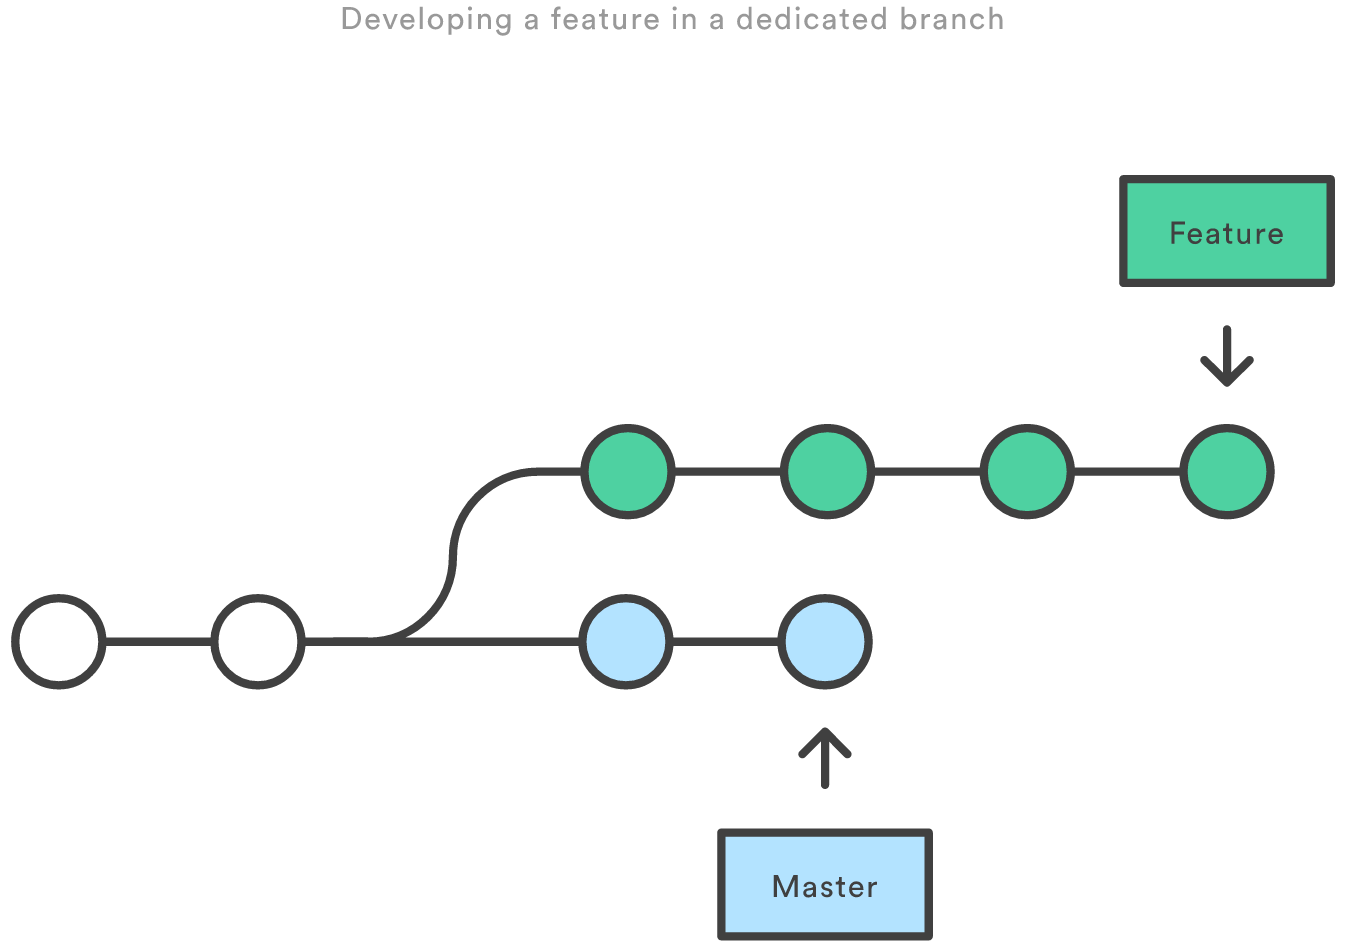 Developing a feature in a dedicated branch
Feature
Master